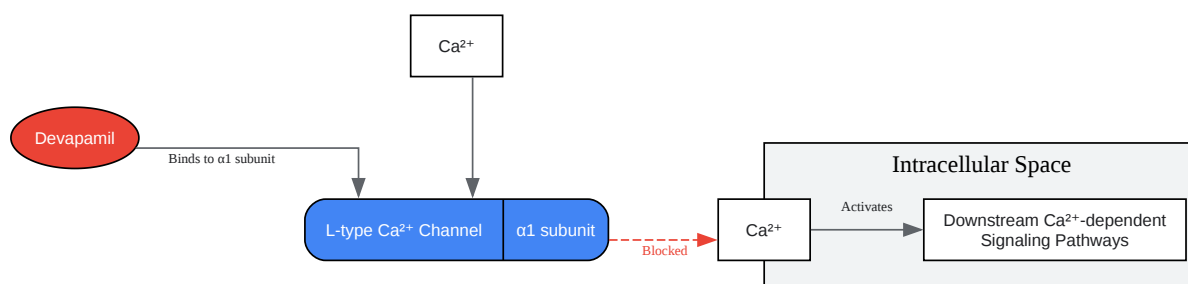 Ca²⁺
Devapamil
Binds to α1 subunit
Intracellular Space
L-type Ca²⁺ Channel
α1 subunit
Blocked
Ca²⁺
Activates
Downstream Ca²⁺-dependent
Signaling Pathways